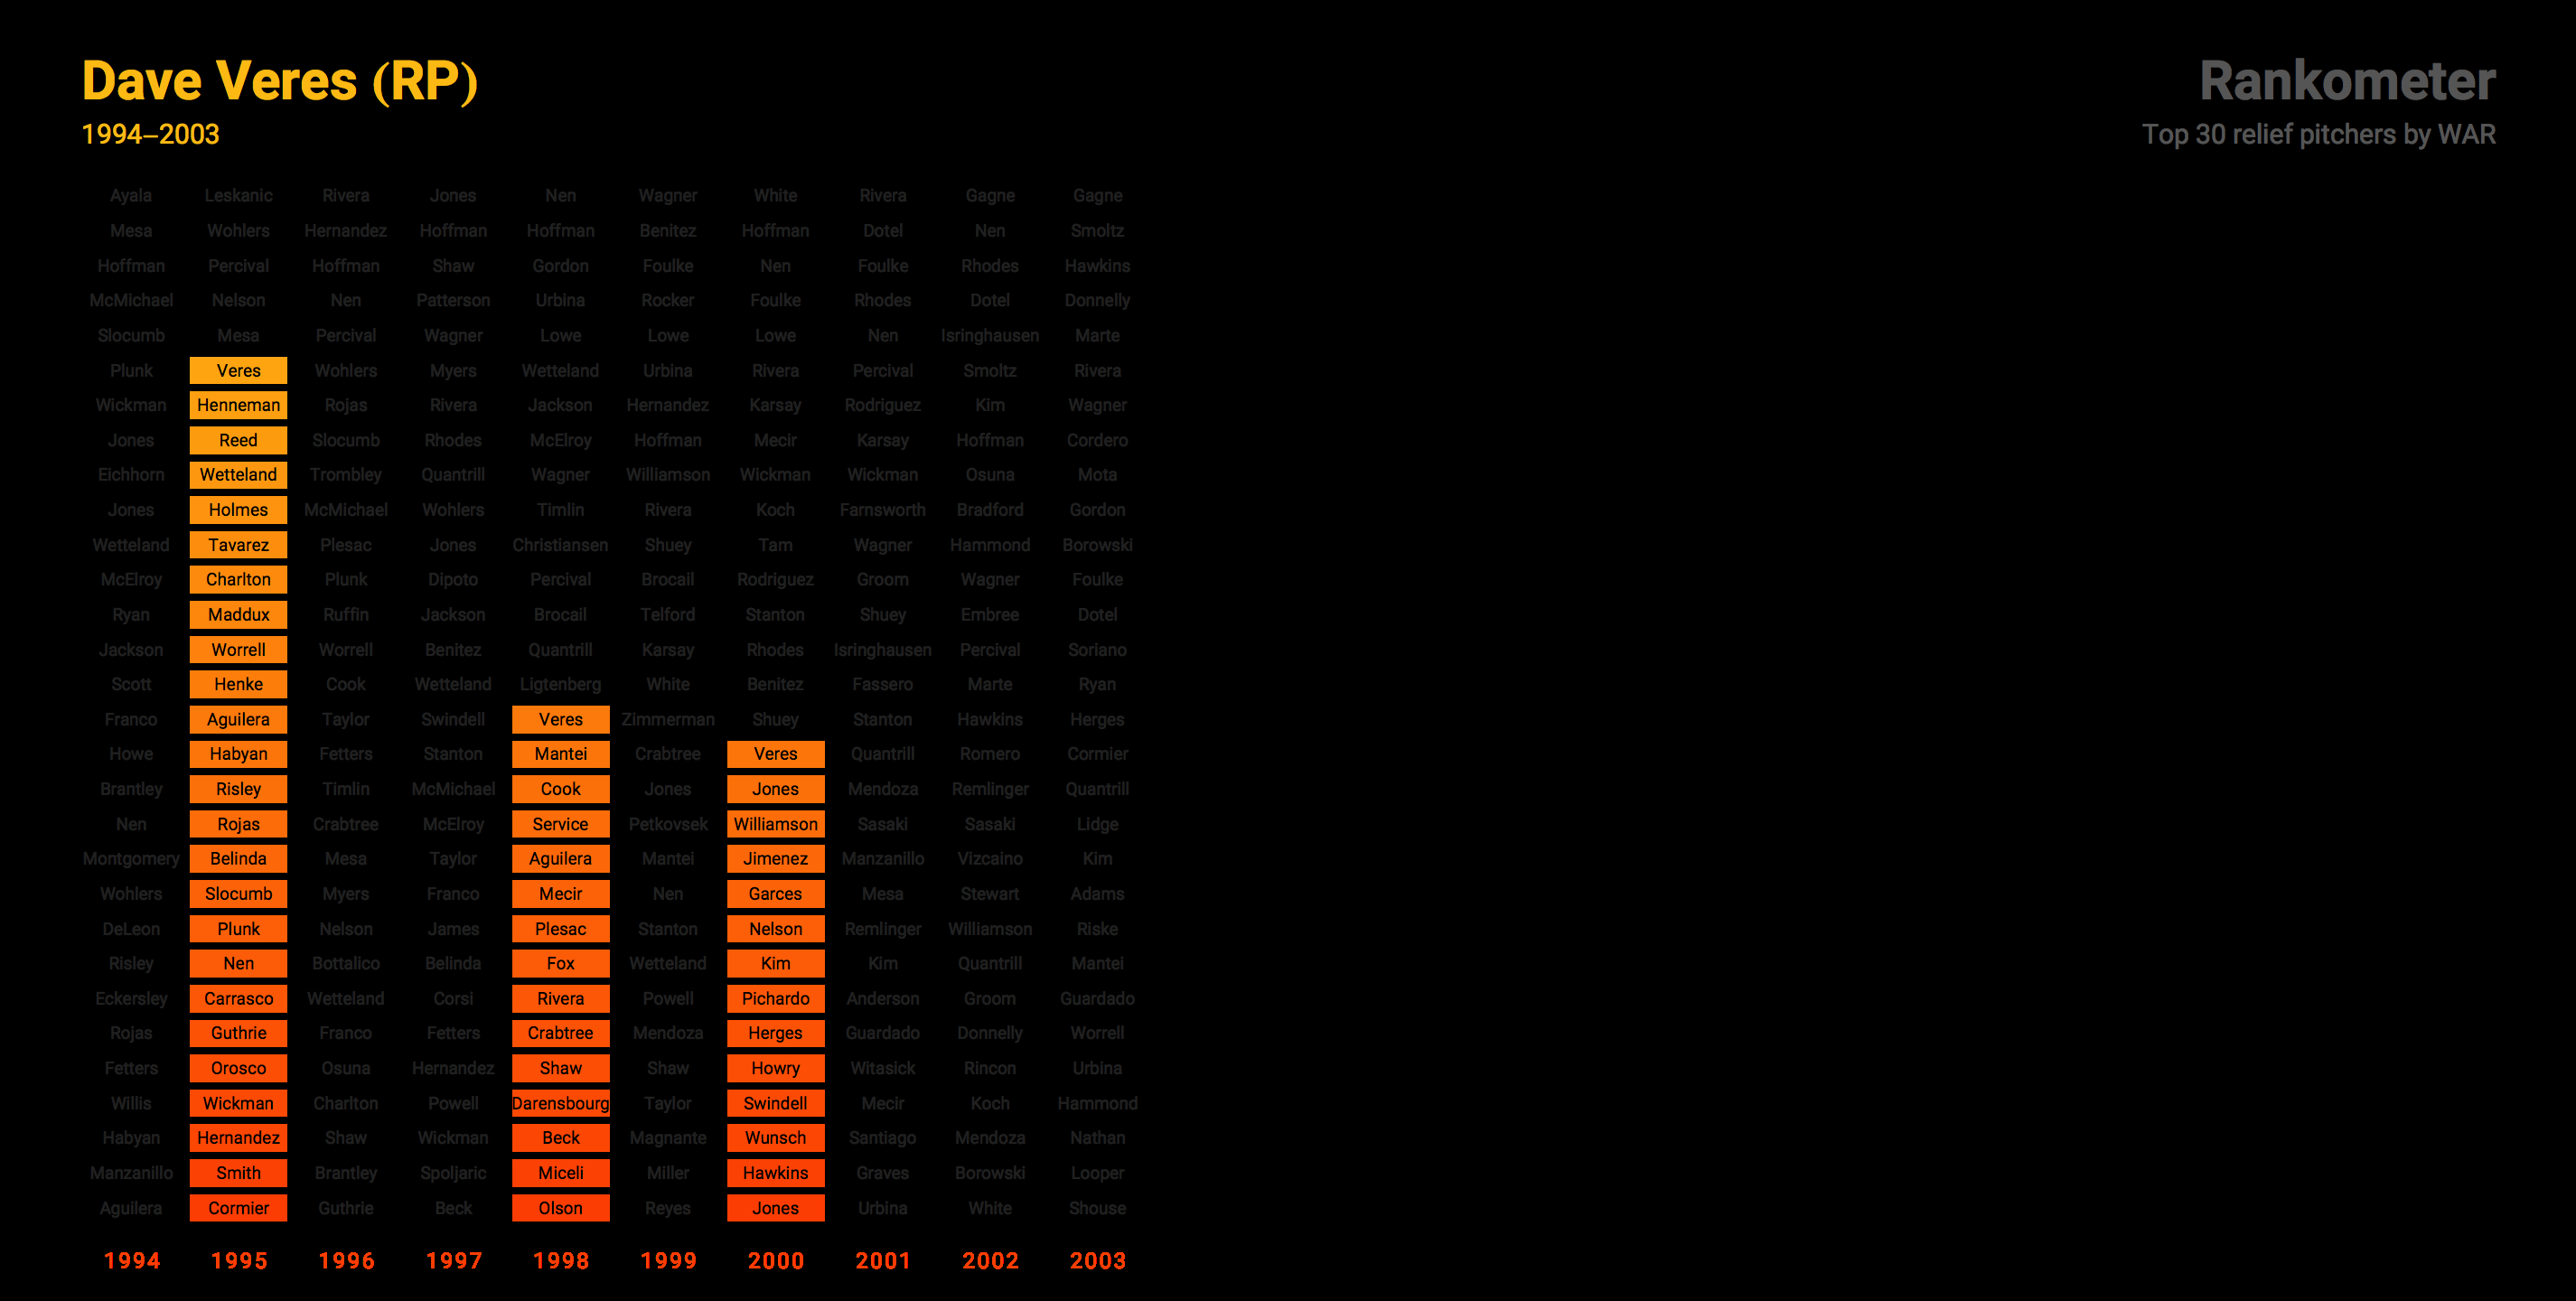 Dave Veres (RP)
1994–2003
Rankometer
Top 30 relief pitchers by WAR
Ayala Leskanic Rivera Jones Nen Wagner White Rivera Gagne Gagne
Mesa Wohlers Hernandez Hoffman Hoffman Benitez Hoffman Dotel Nen Smoltz
Hoffman Percival Hoffman Shaw Gordon Foulke Nen Foulke Rhodes Hawkins
McMichael Nelson Nen Patterson Urbina Rocker Foulke Rhodes Dotel Donnelly
Slocumb Mesa Percival Wagner Lowe Lowe Lowe Nen Isringhausen Marte
Plunk Veres Wohlers Myers Wetteland Urbina Rivera Percival Smoltz Rivera
Wickman Henneman Rojas Rivera Jackson Hernandez Karsay Rodriguez Kim Wagner
Jones Reed Slocumb Rhodes McElroy Hoffman Mecir Karsay Hoffman Cordero
Eichhorn Wetteland Trombley Quantrill Wagner Williamson Wickman Wickman Osuna Mota
Jones Holmes McMichael Wohlers Timlin Rivera Koch Farnsworth Bradford Gordon
Wetteland Tavarez Plesac Jones Christiansen Shuey Tam Wagner Hammond Borowski
McElroy Charlton Plunk Dipoto Percival Brocail Rodriguez Groom Wagner Foulke
Ryan Maddux Ruffin Jackson Brocail Telford Stanton Shuey Embree Dotel
Jackson Worrell Worrell Benitez Quantrill Karsay Rhodes Isringhausen Percival Soriano
Scott Henke Cook Wetteland Ligtenberg White Benitez Fassero Marte Ryan
Franco Aguilera Taylor Swindell Veres Zimmerman Shuey Stanton Hawkins Herges
Howe Habyan Fetters Stanton Mantei Crabtree Veres Quantrill Romero Cormier
Brantley Risley Timlin McMichael Cook Jones Jones Mendoza Remlinger Quantrill
Nen Rojas Crabtree McElroy Service Petkovsek Williamson Sasaki Sasaki Lidge
Montgomery Belinda Mesa Taylor Aguilera Mantei Jimenez Manzanillo Vizcaino Kim
Wohlers Slocumb Myers Franco Mecir Nen Garces Mesa Stewart Adams
DeLeon Plunk Nelson James Plesac Stanton Nelson Remlinger Williamson Riske
Risley Nen Bottalico Belinda Fox Wetteland Kim Kim Quantrill Mantei
Eckersley Carrasco Wetteland Corsi Rivera Powell Pichardo Anderson Groom Guardado
Rojas Guthrie Franco Fetters Crabtree Mendoza Herges Guardado Donnelly Worrell
Fetters Orosco Osuna Hernandez Shaw Shaw Howry Witasick Rincon Urbina
Willis Wickman Charlton Powell Darensbourg Taylor Swindell Mecir Koch Hammond
Habyan Hernandez Shaw Wickman Beck Magnante Wunsch Santiago Mendoza Nathan
Manzanillo Smith Brantley Spoljaric Miceli Miller Hawkins Graves Borowski Looper
Aguilera Cormier Guthrie Beck Olson Reyes Jones Urbina White Shouse
1994 1995 1996 1997 1998 1999 2000 2001 2002 2003